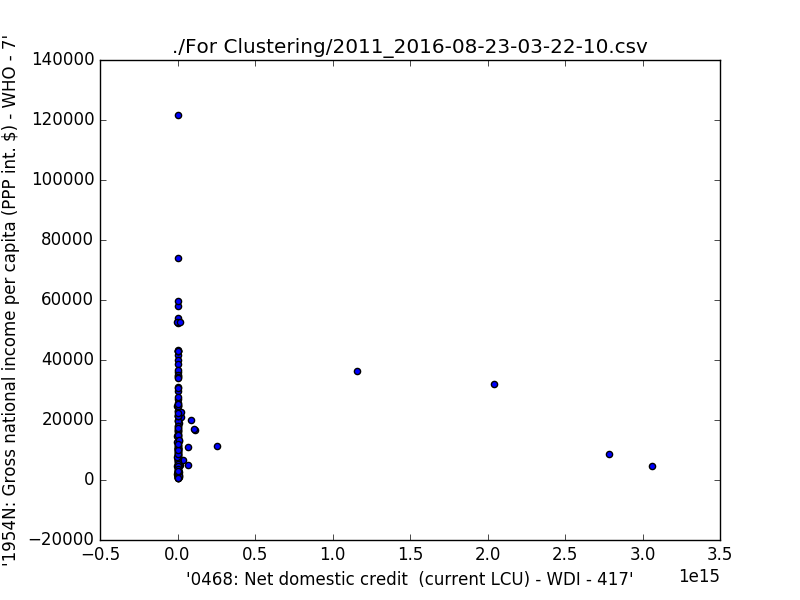 ./For Clustering/2011_2016-08-23-03-22-10.csv
'1954N: Gross national income per capita (PPP int. $) - WHO - 7'
140000
120000
100000
80000
60000
40000
20000
0
−20000
−0.5 0.0 0.5 1.0 1.5 2.0 2.5 3.0 3.5
1e15
'0468: Net domestic credit  (current LCU) - WDI - 417'